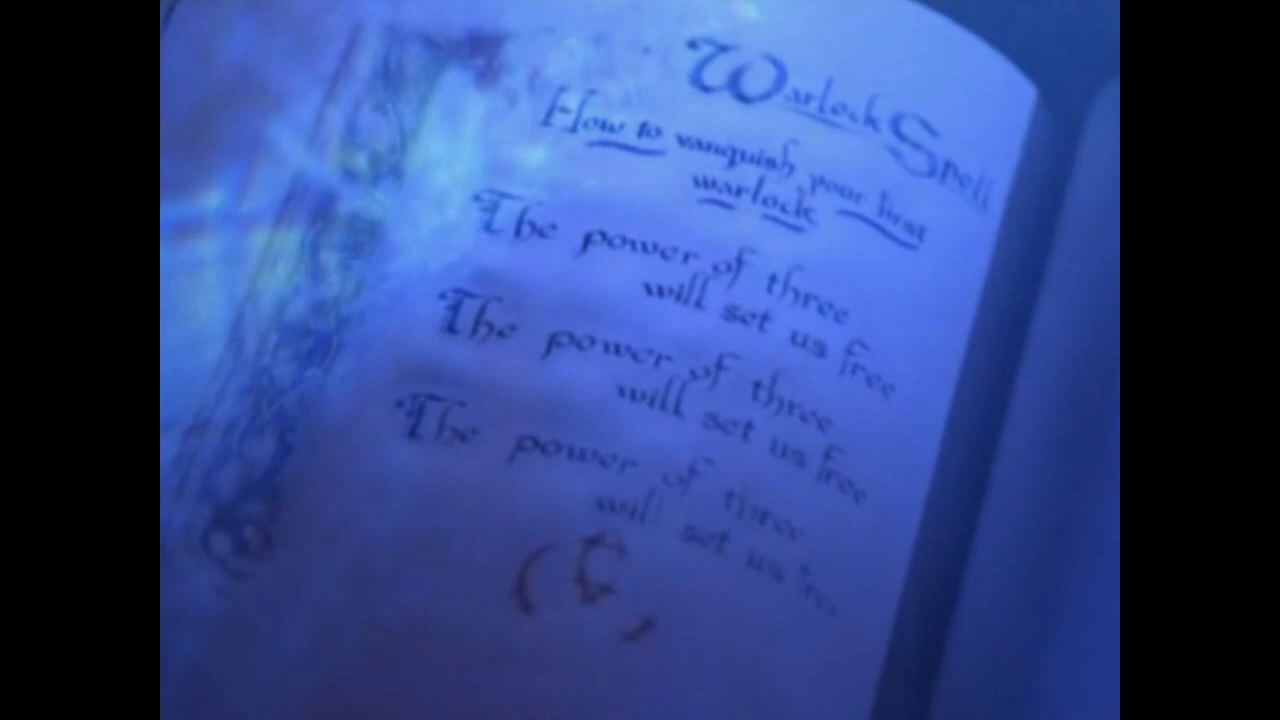 Warlock Spell
How to vanquish your first
warlock
The power of three
will set us free
The power of three
will set us free
The power of three
will set us free